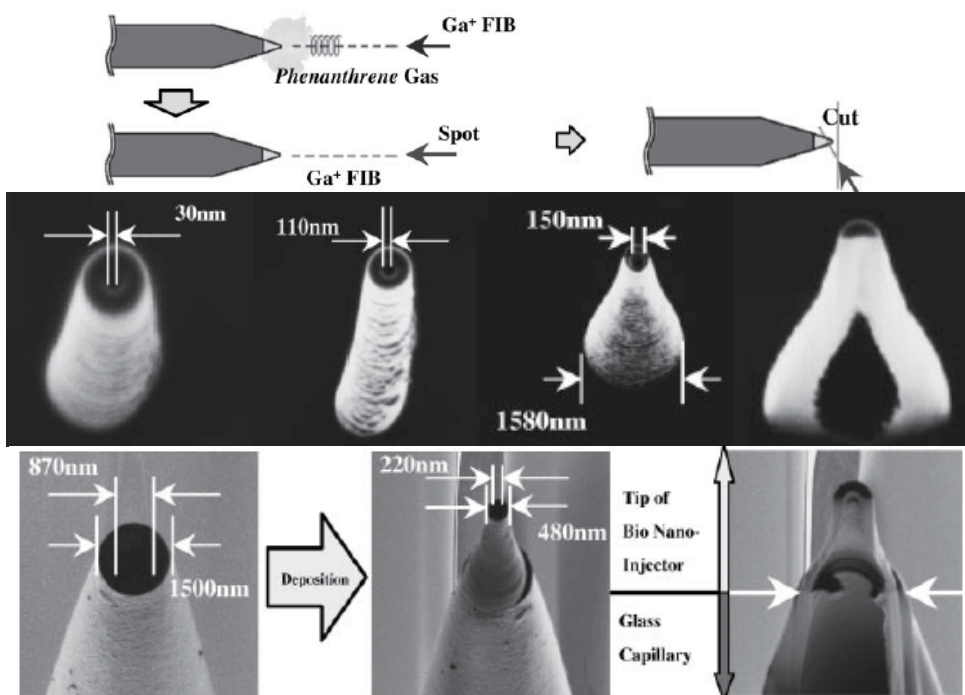 Ga⁺ FIB
Phenanthrene Gas
Spot
Ga⁺ FIB
Cut
30nm
110nm
150nm
1580nm
870nm
1500nm
Deposition
220nm
480nm
Tip of
Bio Nano-
Injector
Glass
Capillary